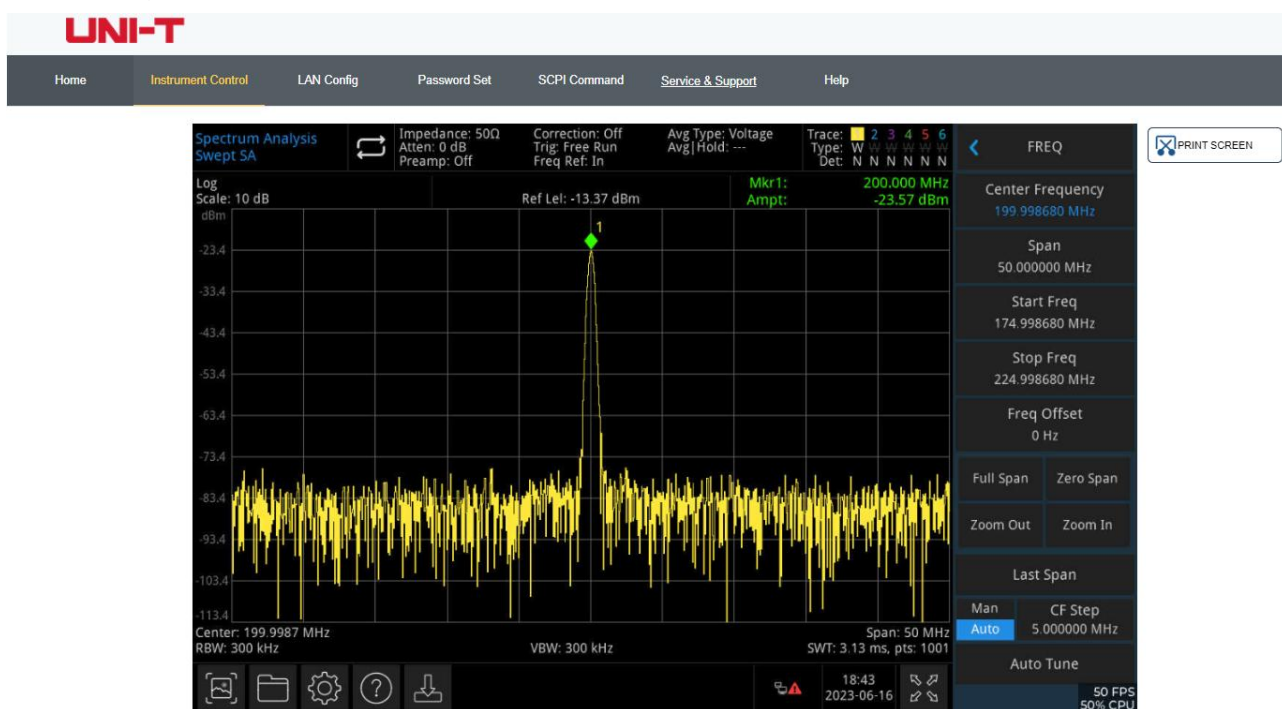 UNI-T
Home Instrument Control LAN Config Password Set SCPI Command Service & Support Help
PRINT SCREEN
Spectrum Analysis
Swept SA
Impedance: 50Ω
Atten: 0 dB
Preamp: Off
Correction: Off
Trig: Free Run
Freq Ref: In
Avg Type: Voltage
Avg|Hold: ---
Trace: 1 2 3 4 5 6
Type: W W W W W W
Det: N N N N N N
Log
Scale: 10 dB
Ref Lel: -13.37 dBm
Mkr1: 200.000 MHz
Ampt: -23.57 dBm
dBm
1
-23.4
-33.4
-43.4
-53.4
-63.4
-73.4
-83.4
-93.4
-103.4
-113.4
Center: 199.9987 MHz
RBW: 300 kHz
VBW: 300 kHz
Span: 50 MHz
SWT: 3.13 ms, pts: 1001
18:43
2023-06-16
FREQ
Center Frequency
199.998680 MHz
Span
50.000000 MHz
Start Freq
174.998680 MHz
Stop Freq
224.998680 MHz
Freq Offset
0 Hz
Full Span Zero Span
Zoom Out Zoom In
Last Span
Man CF Step
Auto 5.000000 MHz
Auto Tune
50 FPS
50% CPU